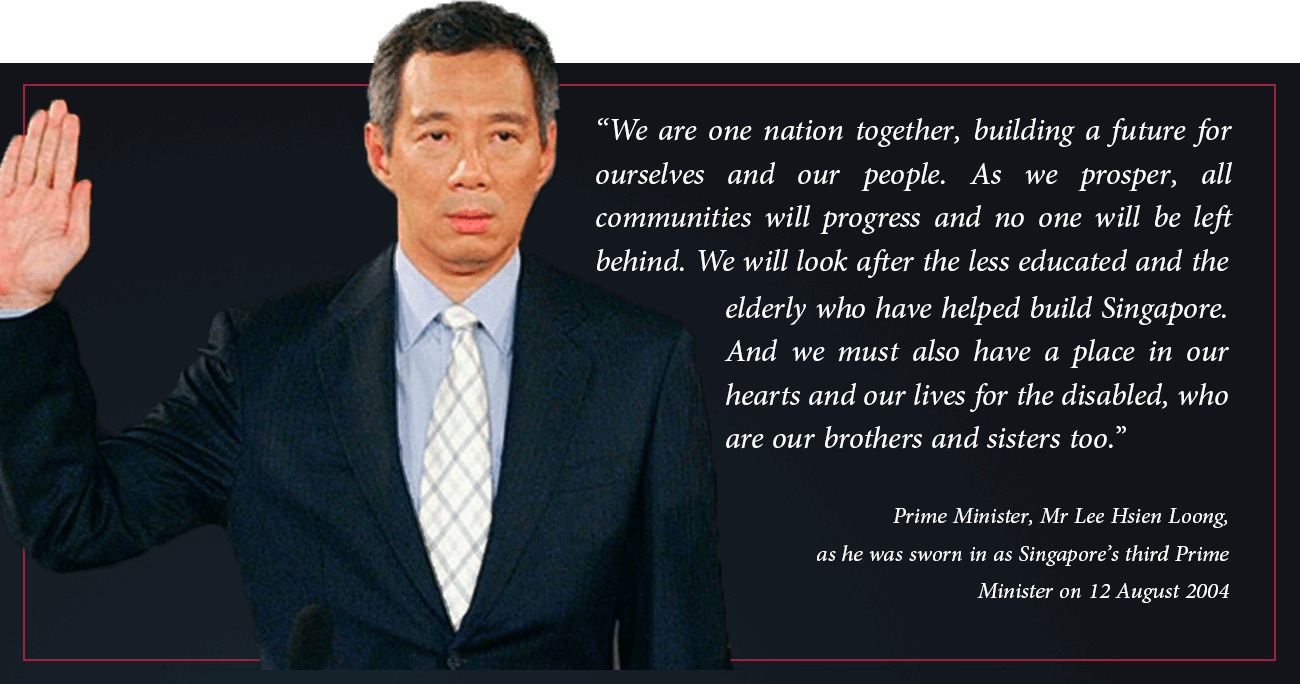 “We are one nation together, building a future for
ourselves and our people. As we prosper, all
communities will progress and no one will be left
behind. We will look after the less educated and the
elderly who have helped build Singapore.
And we must also have a place in our
hearts and our lives for the disabled, who
are our brothers and sisters too.”
Prime Minister, Mr Lee Hsien Loong,
as he was sworn in as Singapore’s third Prime
Minister on 12 August 2004